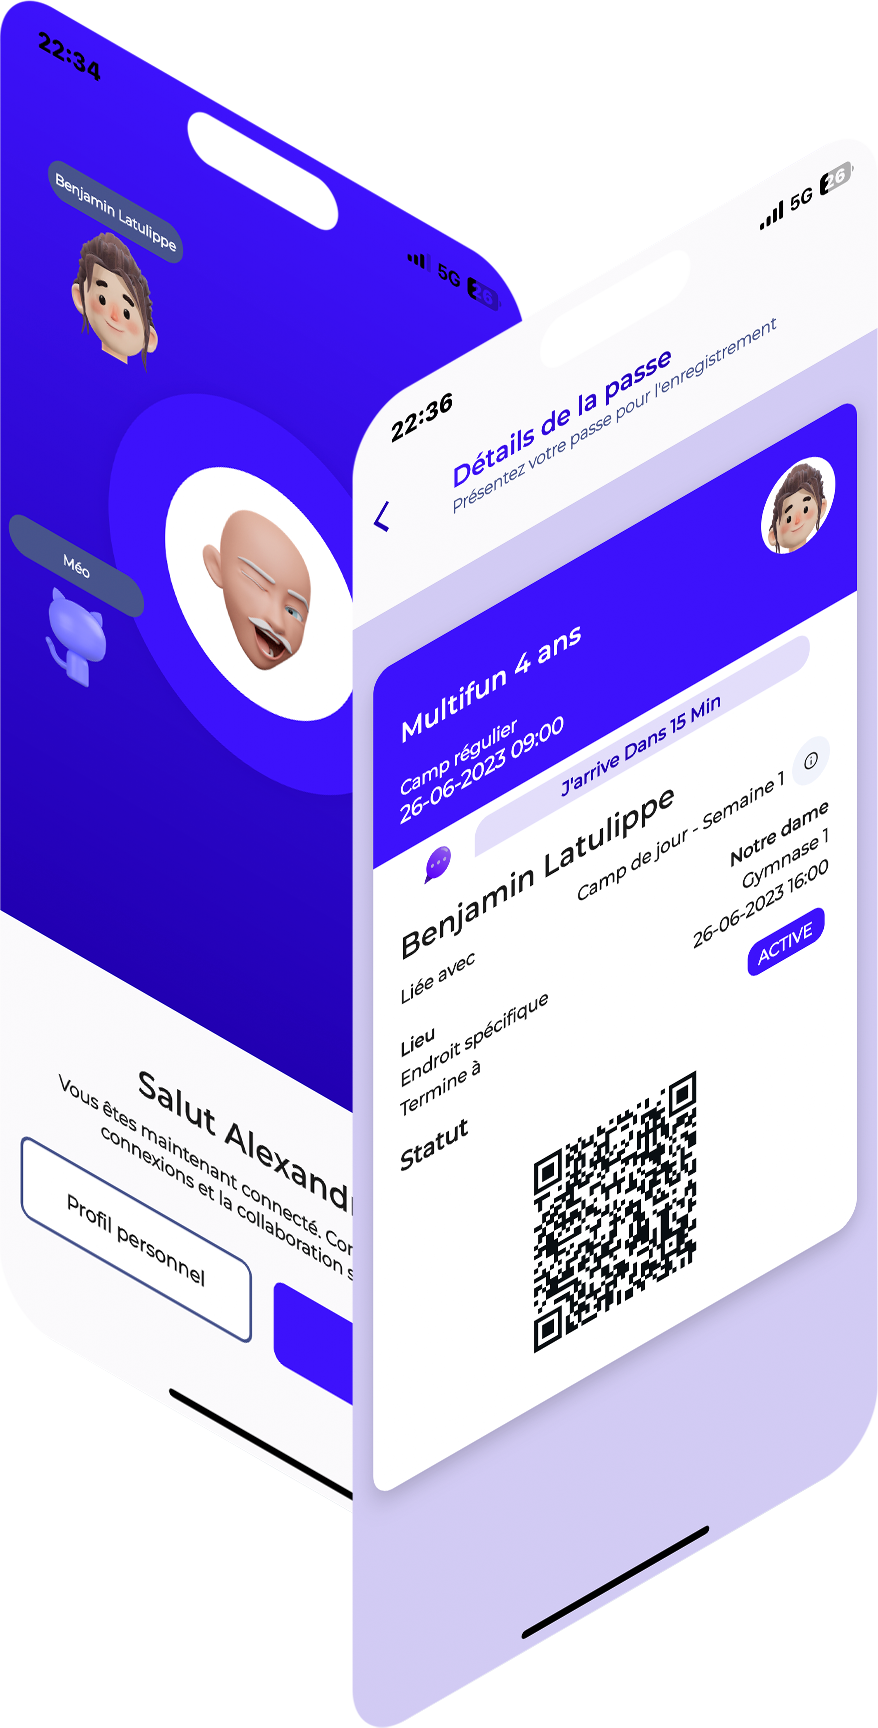 22:34
5G 26
Benjamin Latulippe
Méo
Salut
Vous êtes maintenant connecté.
connexions et la collaboration
Profil personnel
22:36
5G 26
Détails de la passe
Présentez votre passe pour l'enregistrement
Multifun 4 ans
Camp régulier
26-06-2023 09:00
J'arrive Dans 15 Min
Benjamin Latulippe
Liée avec
Camp de jour - Semaine 1
Lieu
Notre dame
Endroit spécifique
Gymnase 1
Termine à
26-06-2023 16:00
Statut
ACTIVE